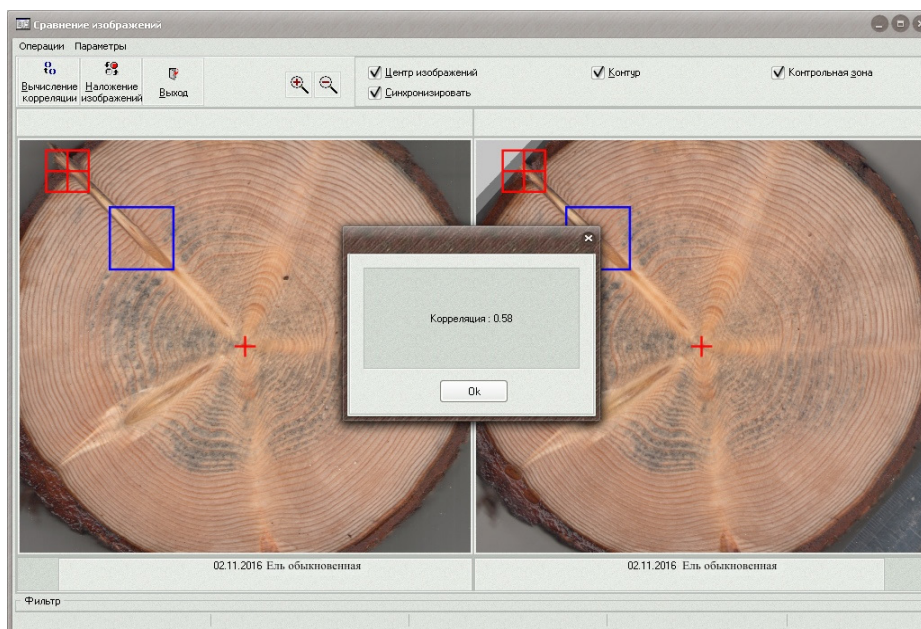 Сравнение изображений
Операции Параметры
Вычисление корреляции
Наложение изображений
Выход
Центр изображений
Контур
Контрольная зона
Синхронизировать
Корреляция : 0.58
Ok
02.11.2016 Ель обыкновенная
02.11.2016 Ель обыкновенная
Фильтр